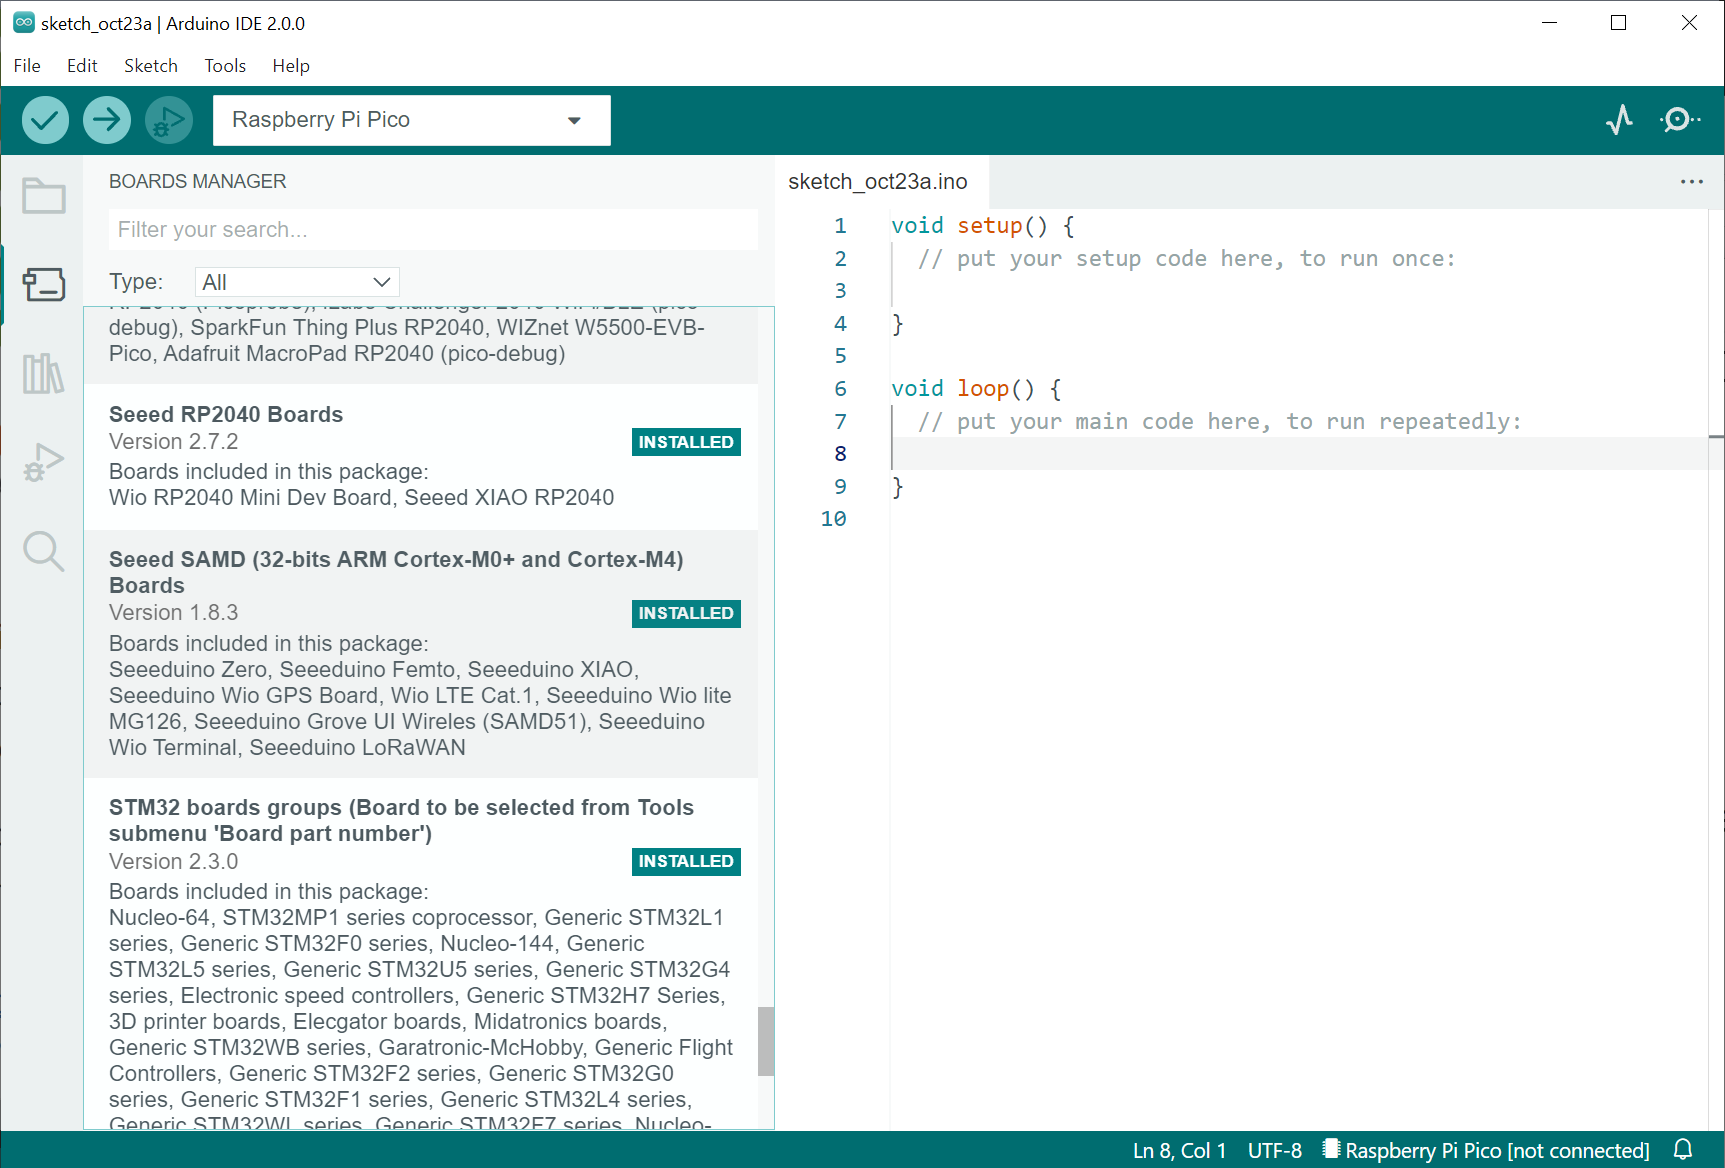 sketch_oct23a | Arduino IDE 2.0.0
File Edit Sketch Tools Help
Raspberry Pi Pico
BOARDS MANAGER
Filter your search...
Type: All
debug), SparkFun Thing Plus RP2040, WIZnet W5500-EVB-
Pico, Adafruit MacroPad RP2040 (pico-debug)
Seeed RP2040 Boards
Version 2.7.2
INSTALLED
Boards included in this package:
Wio RP2040 Mini Dev Board, Seeed XIAO RP2040
Seeed SAMD (32-bits ARM Cortex-M0+ and Cortex-M4)
Boards
Version 1.8.3
INSTALLED
Boards included in this package:
Seeeduino Zero, Seeeduino Femto, Seeeduino XIAO,
Seeeduino Wio GPS Board, Wio LTE Cat.1, Seeeduino Wio lite
MG126, Seeeduino Grove UI Wireles (SAMD51), Seeeduino
Wio Terminal, Seeeduino LoRaWAN
STM32 boards groups (Board to be selected from Tools
submenu 'Board part number')
Version 2.3.0
INSTALLED
Boards included in this package:
Nucleo-64, STM32MP1 series coprocessor, Generic STM32L1
series, Generic STM32F0 series, Nucleo-144, Generic
STM32L5 series, Generic STM32U5 series, Generic STM32G4
series, Electronic speed controllers, Generic STM32H7 Series,
3D printer boards, Elecgator boards, Midatronics boards,
Generic STM32WB series, Garatronic-McHobby, Generic Flight
Controllers, Generic STM32F2 series, Generic STM32G0
series, Generic STM32F1 series, Generic STM32L4 series,
Generic STM32WL series, Generic STM32F7 series, Nucleo-
sketch_oct23a.ino
1 void setup() {
2 // put your setup code here, to run once:
3
4 }
5
6 void loop() {
7 // put your main code here, to run repeatedly:
8
9 }
10
Ln 8, Col 1 UTF-8 Raspberry Pi Pico [not connected]